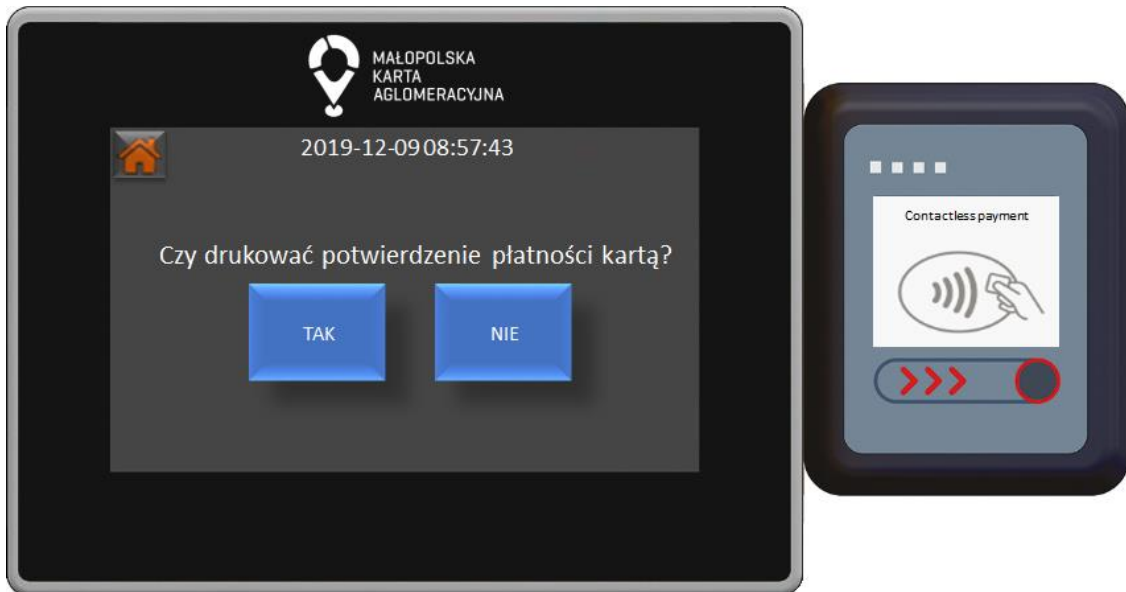 MAŁOPOLSKA
KARTA
AGLOMERACYJNA
2019-12-09 08:57:43
Czy drukować potwierdzenie płatności kartą?
TAK
NIE
Contactless payment